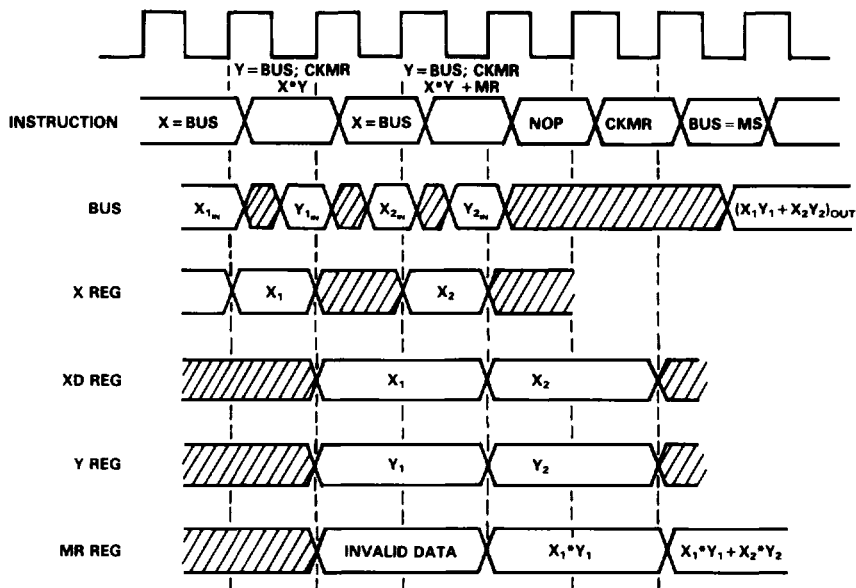 Y = BUS; CKMR Y = BUS; CKMR
X*Y X*Y + MR
INSTRUCTION X = BUS X = BUS NOP CKMR BUS = MS
BUS X1IN Y1IN X2IN Y2IN (X1Y1 + X2Y2)OUT
X REG X1 X2
XD REG X1 X2
Y REG Y1 Y2
MR REG INVALID DATA X1*Y1 X1*Y1 + X2*Y2